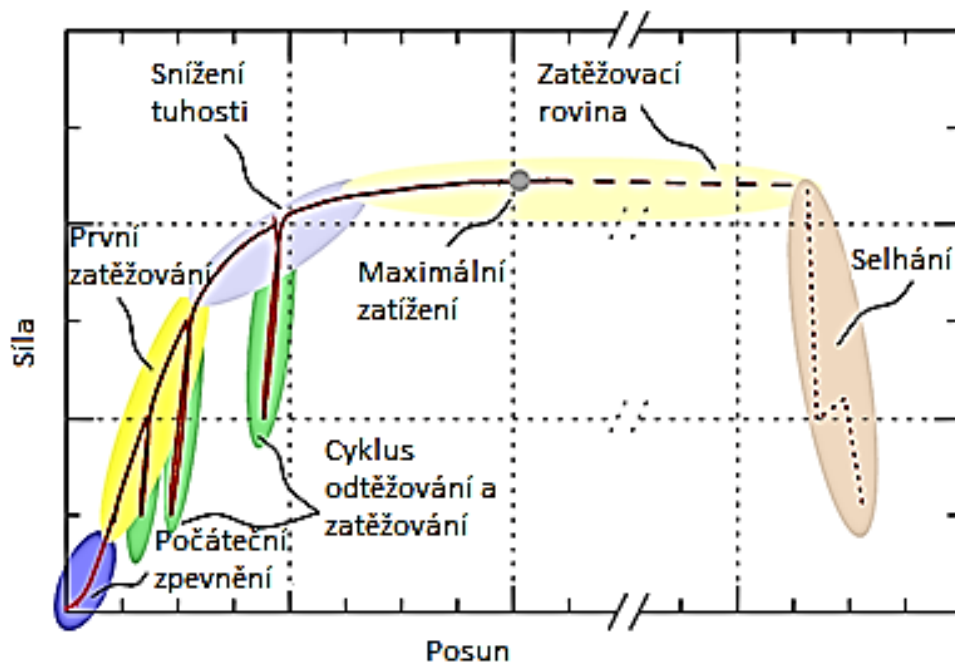 Snížení
tuhosti
Zatěžovací
rovina
První
zatěžování
Maximální
zatížení
Selhání
Síla
Cyklus
odtěžování a
zatěžování
Počáteční
zpevnění
Posun